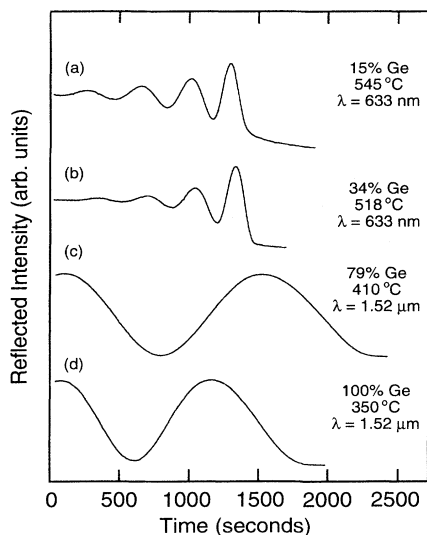 (a)
15% Ge
545 °C
λ = 633 nm
(b)
34% Ge
518 °C
λ = 633 nm
(c)
79% Ge
410 °C
λ = 1.52 μm
(d)
100% Ge
350 °C
λ = 1.52 μm
Reflected Intensity (arb. units)
0 500 1000 1500 2000 2500
Time (seconds)